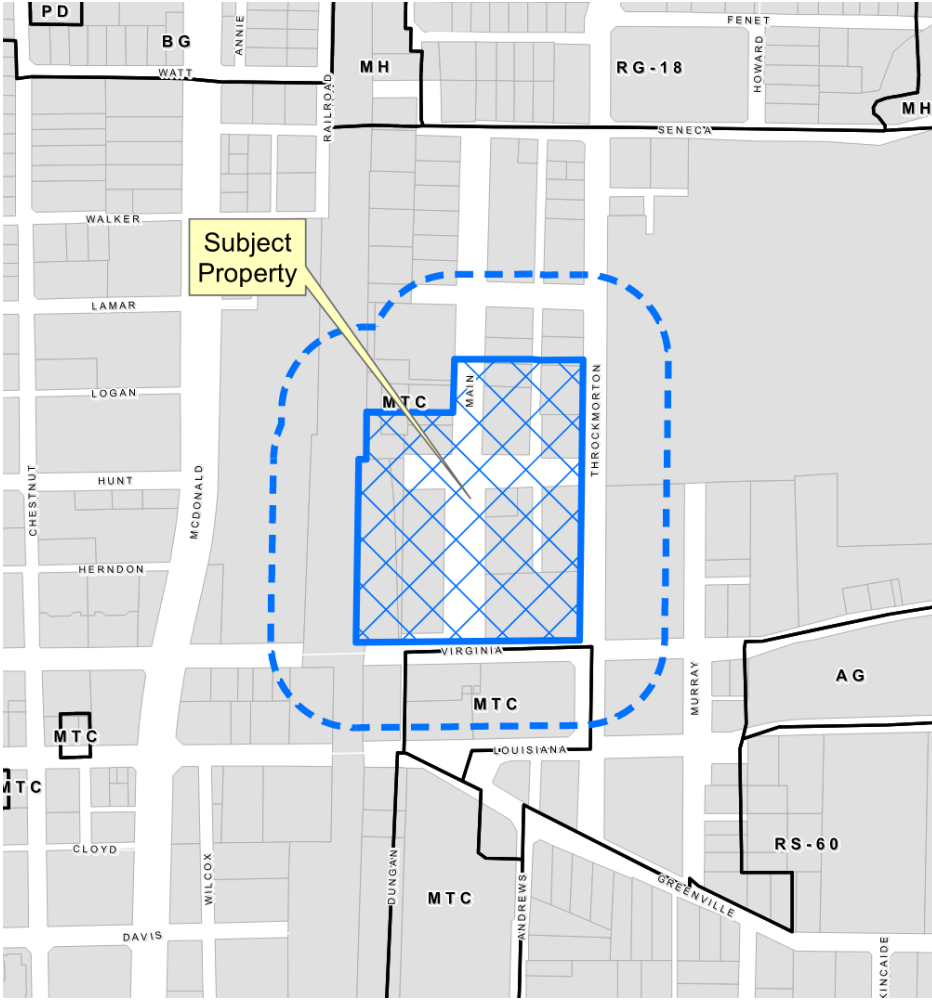 PD
ANNIE
FENET
BG
HOWARD
WATT
MH
RG-18
RAILROAD
MH
SENECA
WALKER
Subject
Property
LAMAR
MAIN
LOGAN
MTC
THROCKMORTON
CHESTNUT
MCDONALD
HUNT
HERNDON
VIRGINIA
MURRAY
AG
MTC
MTC
LOUISIANA
MTC
CLOYD
WILCOX
DUNGAN
RS-60
MTC
ANDREWS
GREENVILLE
DAVIS
KINCAIDE